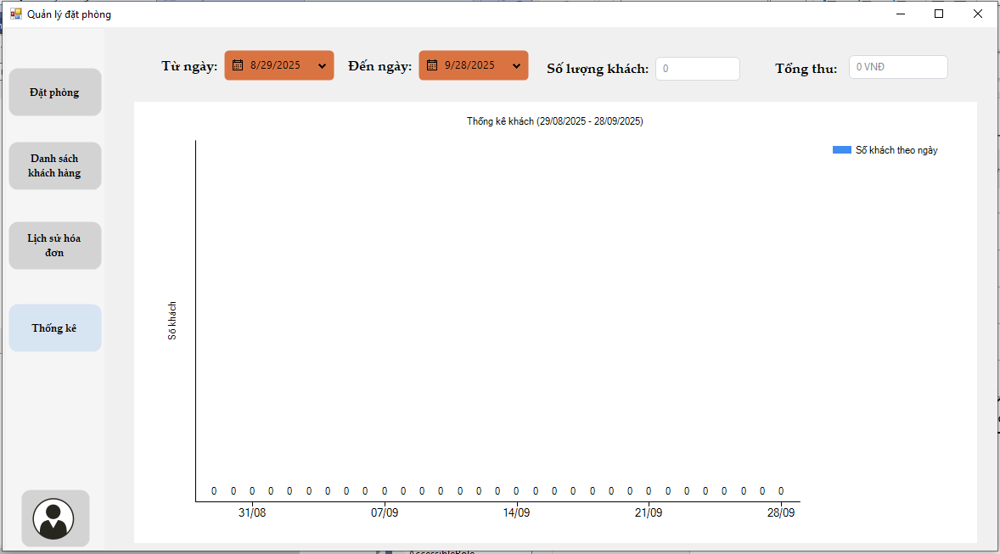 Quản lý đặt phòng
Từ ngày:
8/29/2025
Đến ngày:
9/28/2025
Số lượng khách:
0
Tổng thu:
0 VNĐ
Đặt phòng
Danh sách
khách hàng
Lịch sử hóa
đơn
Thống kê
Thống kê khách (29/08/2025 - 28/09/2025)
Số khách theo ngày
Số khách
0 0 0 0 0 0 0 0 0 0 0 0 0 0 0 0 0 0 0 0 0 0 0 0 0 0 0 0 0 0 0
31/08 07/09 14/09 21/09 28/09